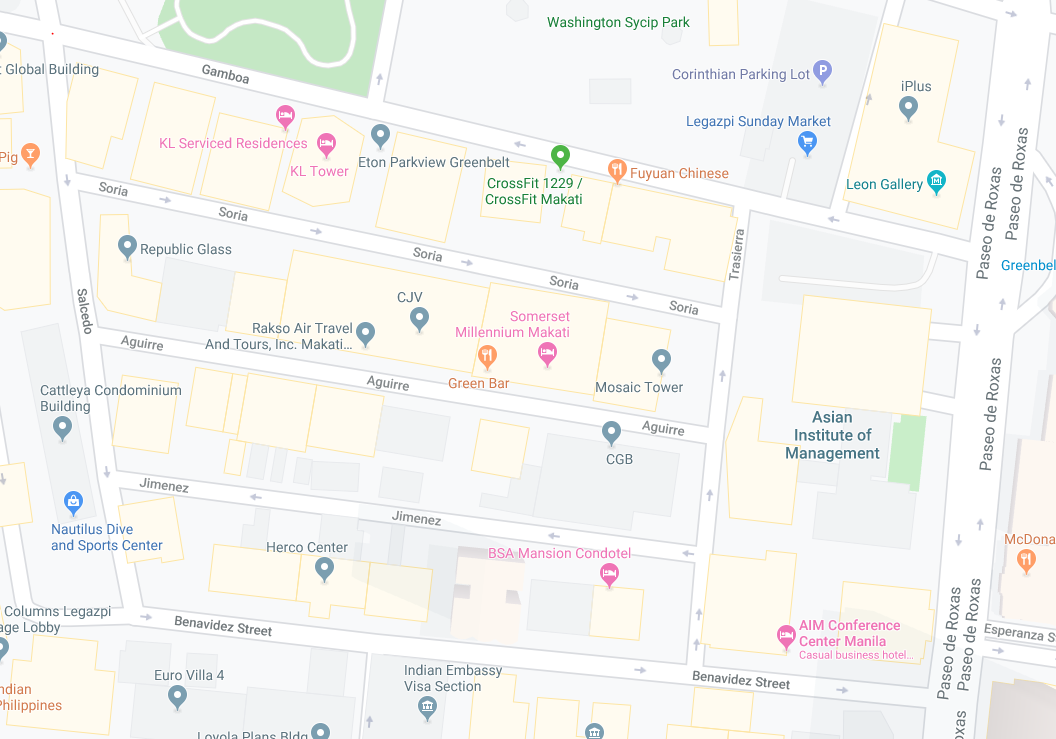 Washington Sycip Park
t Global Building
Gamboa
Corinthian Parking Lot
P
iPlus
KL Serviced Residences
KL Tower
Eton Parkview Greenbelt
Legazpi Sunday Market
Pig
CrossFit 1229 /
CrossFit Makati
Fuyuan Chinese
Leon Gallery
Paseo de Roxas
Paseo de Roxas
Soria
Soria
Soria
Soria
Soria
Trasierra
Republic Glass
Greenbel
Salcedo
CJV
Somerset
Millennium Makati
Rakso Air Travel
And Tours, Inc. Makati...
Aguirre
Aguirre
Aguirre
Green Bar
Mosaic Tower
Cattleya Condominium
Building
Paseo de Roxas
Asian
Institute of
Management
CGB
Jimenez
Jimenez
Nautilus Dive
and Sports Center
Herco Center
BSA Mansion Condotel
McDona
Columns Legazpi
age Lobby
Benavidez Street
AIM Conference
Center Manila
Casual business hotel...
Esperanza S
Paseo de Roxas
Paseo de Roxas
Euro Villa 4
Indian Embassy
Visa Section
Benavidez Street
ndian
Philippines
Loyola Plans Bldg
oxas